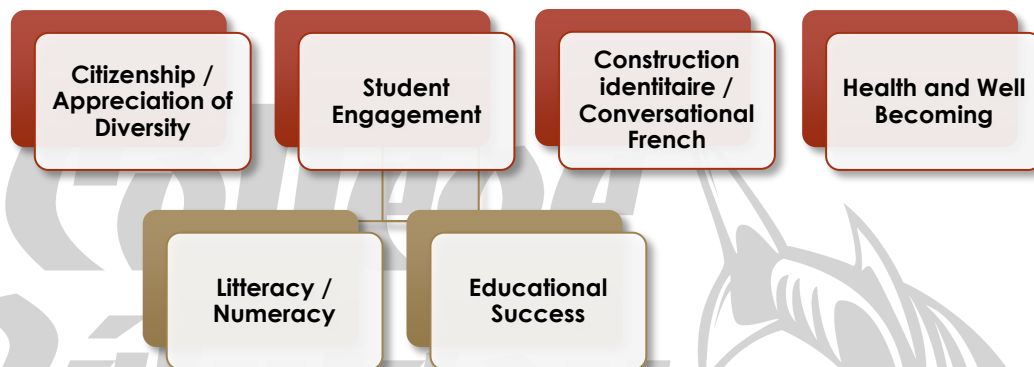 Citizenship /
Appreciation of
Diversity
Student
Engagement
Construction
identitaire /
Conversational
French
Health and Well
Becoming
Litteracy /
Numeracy
Educational
Success